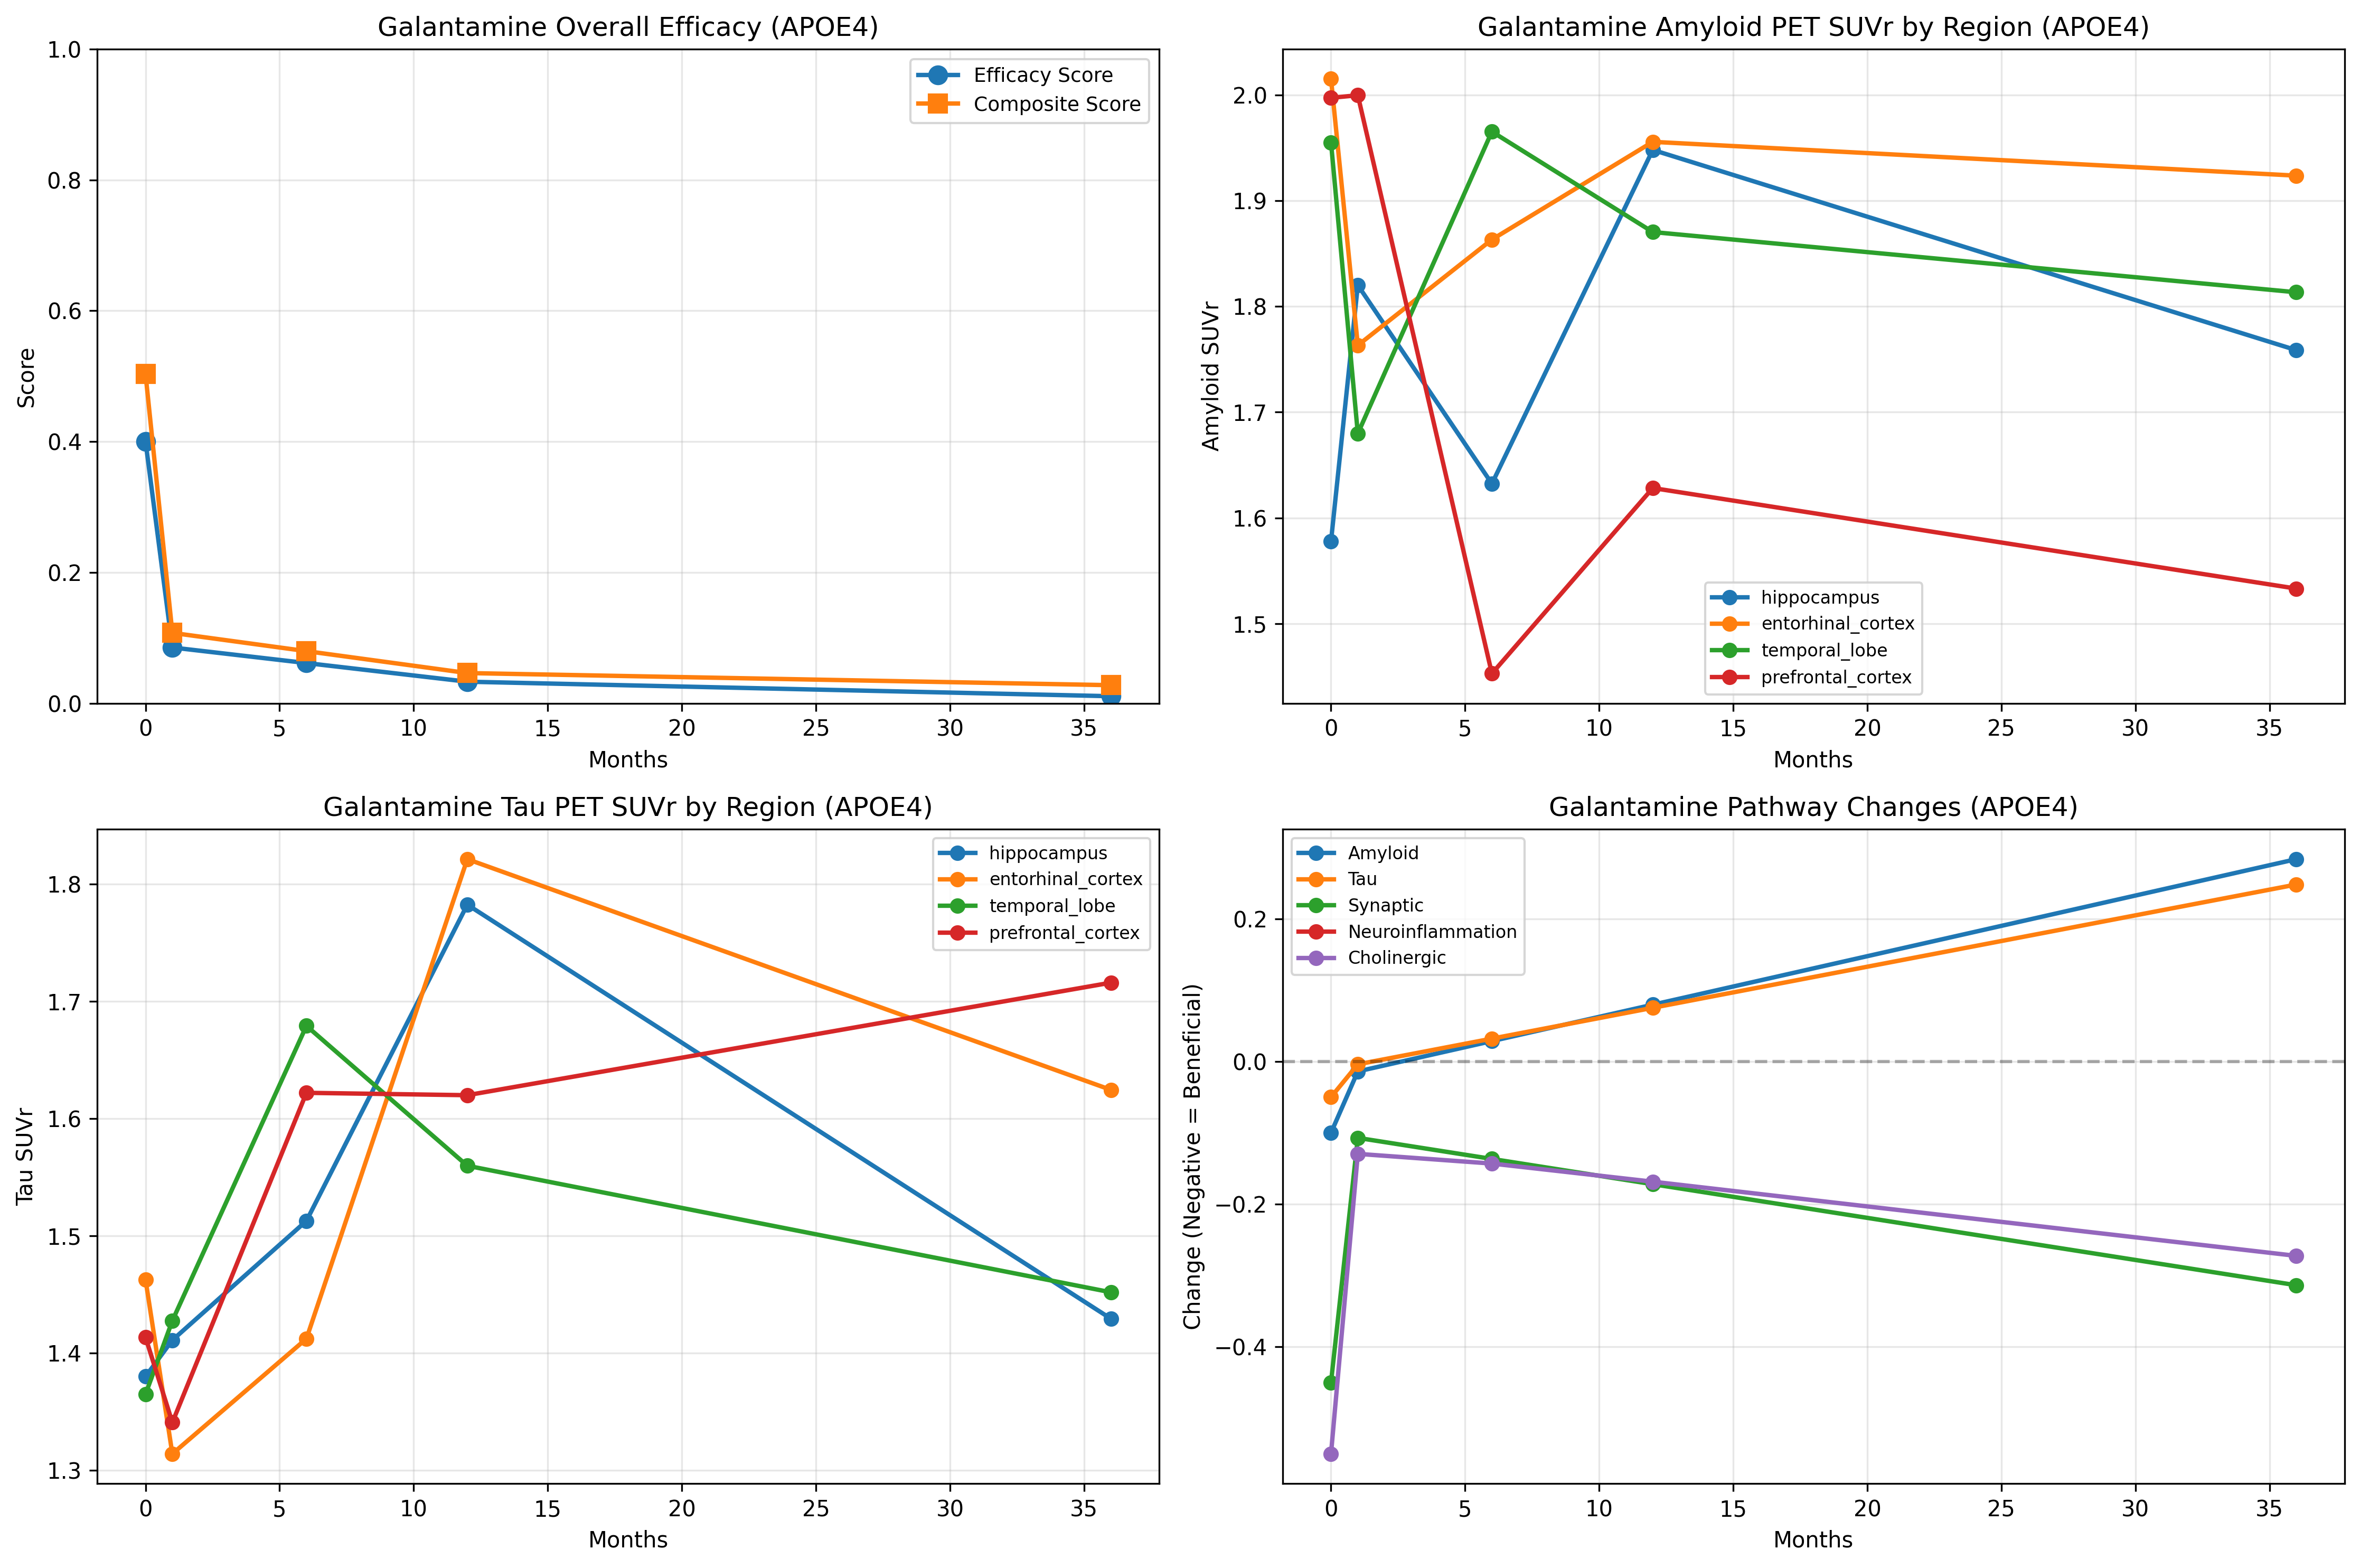 Galantamine Overall Efficacy (APOE4)
1.0
0.8
0.6
0.4
0.2
0.0
Score
Efficacy Score
Composite Score
0 5 10 15 20 25 30 35
Months
Galantamine Amyloid PET SUVr by Region (APOE4)
2.0
1.9
1.8
1.7
1.6
1.5
Amyloid SUVr
hippocampus
entorhinal_cortex
temporal_lobe
prefrontal_cortex
0 5 10 15 20 25 30 35
Months
Galantamine Tau PET SUVr by Region (APOE4)
1.8
1.7
1.6
1.5
1.4
1.3
Tau SUVr
hippocampus
entorhinal_cortex
temporal_lobe
prefrontal_cortex
0 5 10 15 20 25 30 35
Months
Galantamine Pathway Changes (APOE4)
0.2
0.0
−0.2
−0.4
Change (Negative = Beneficial)
Amyloid
Tau
Synaptic
Neuroinflammation
Cholinergic
0 5 10 15 20 25 30 35
Months